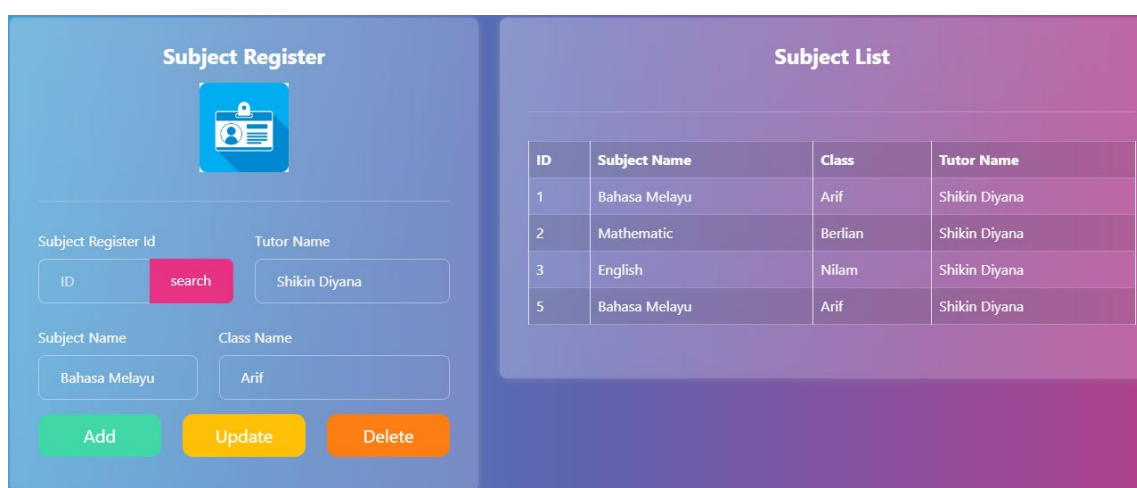 Subject Register
Subject Register Id
Tutor Name
ID
search
Shikin Diyana
Subject Name
Class Name
Bahasa Melayu
Arif
Add
Update
Delete
Subject List
ID Subject Name Class Tutor Name
1 Bahasa Melayu Arif Shikin Diyana
2 Mathematic Berlian Shikin Diyana
3 English Nilam Shikin Diyana
5 Bahasa Melayu Arif Shikin Diyana